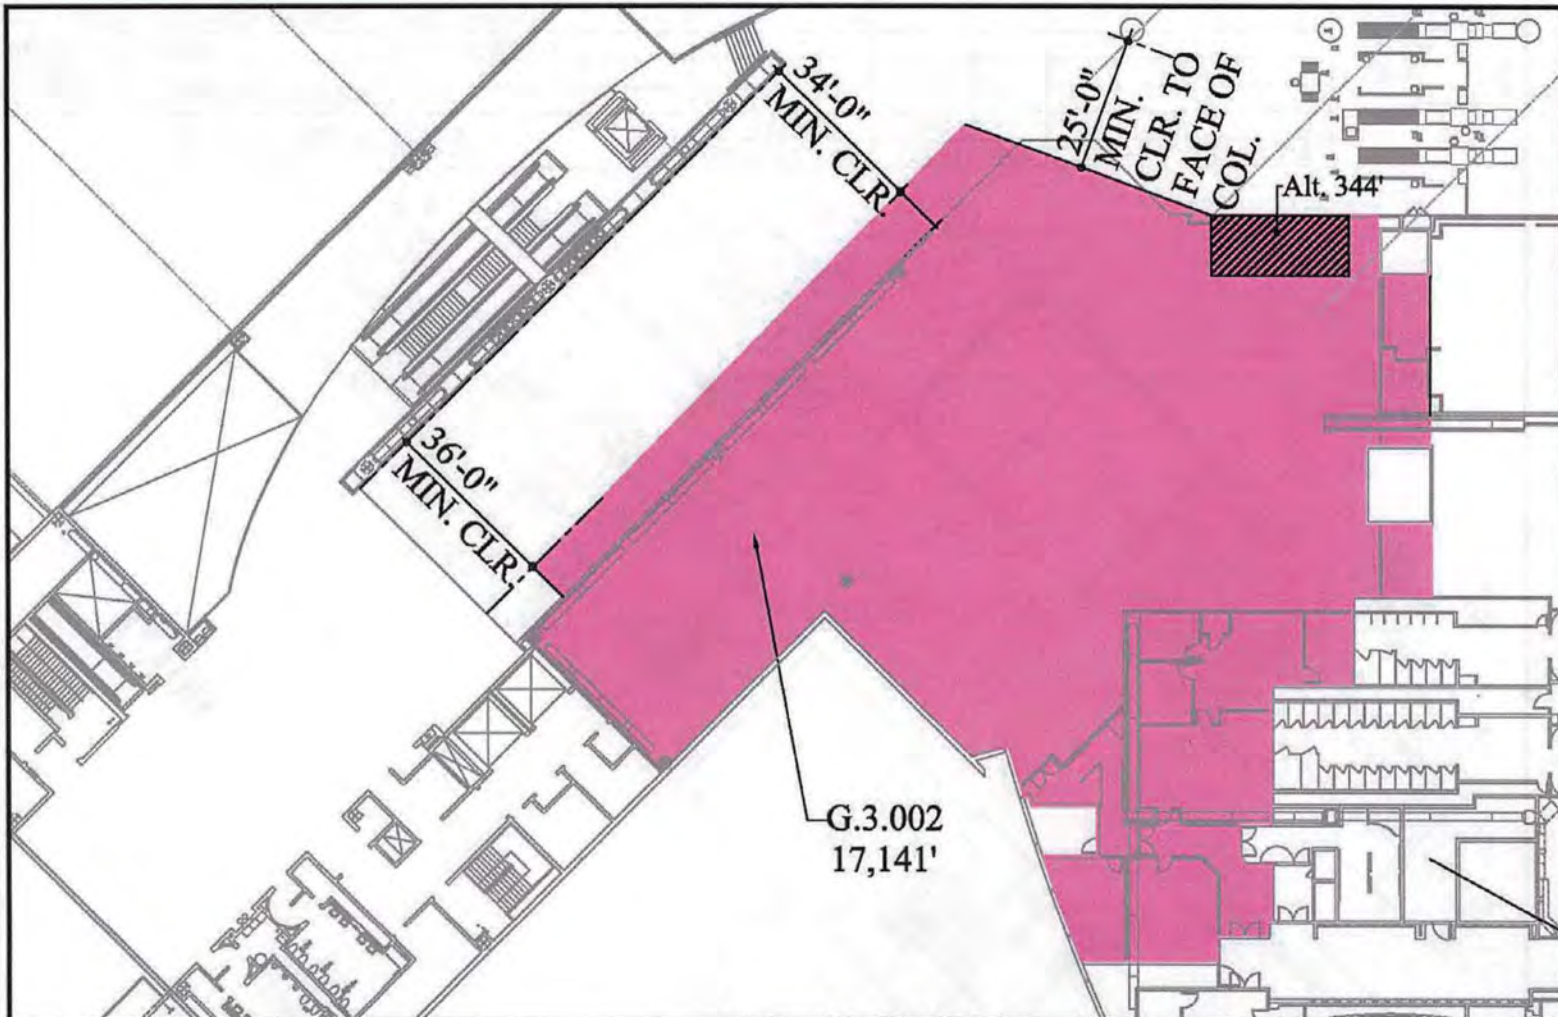 34'-0"
MIN. CLR.
25'-0"
MIN.
CLR. TO
FACE OF
COL.
Alt. 344'
36'-0"
MIN. CLR.
G.3.002
17,141'